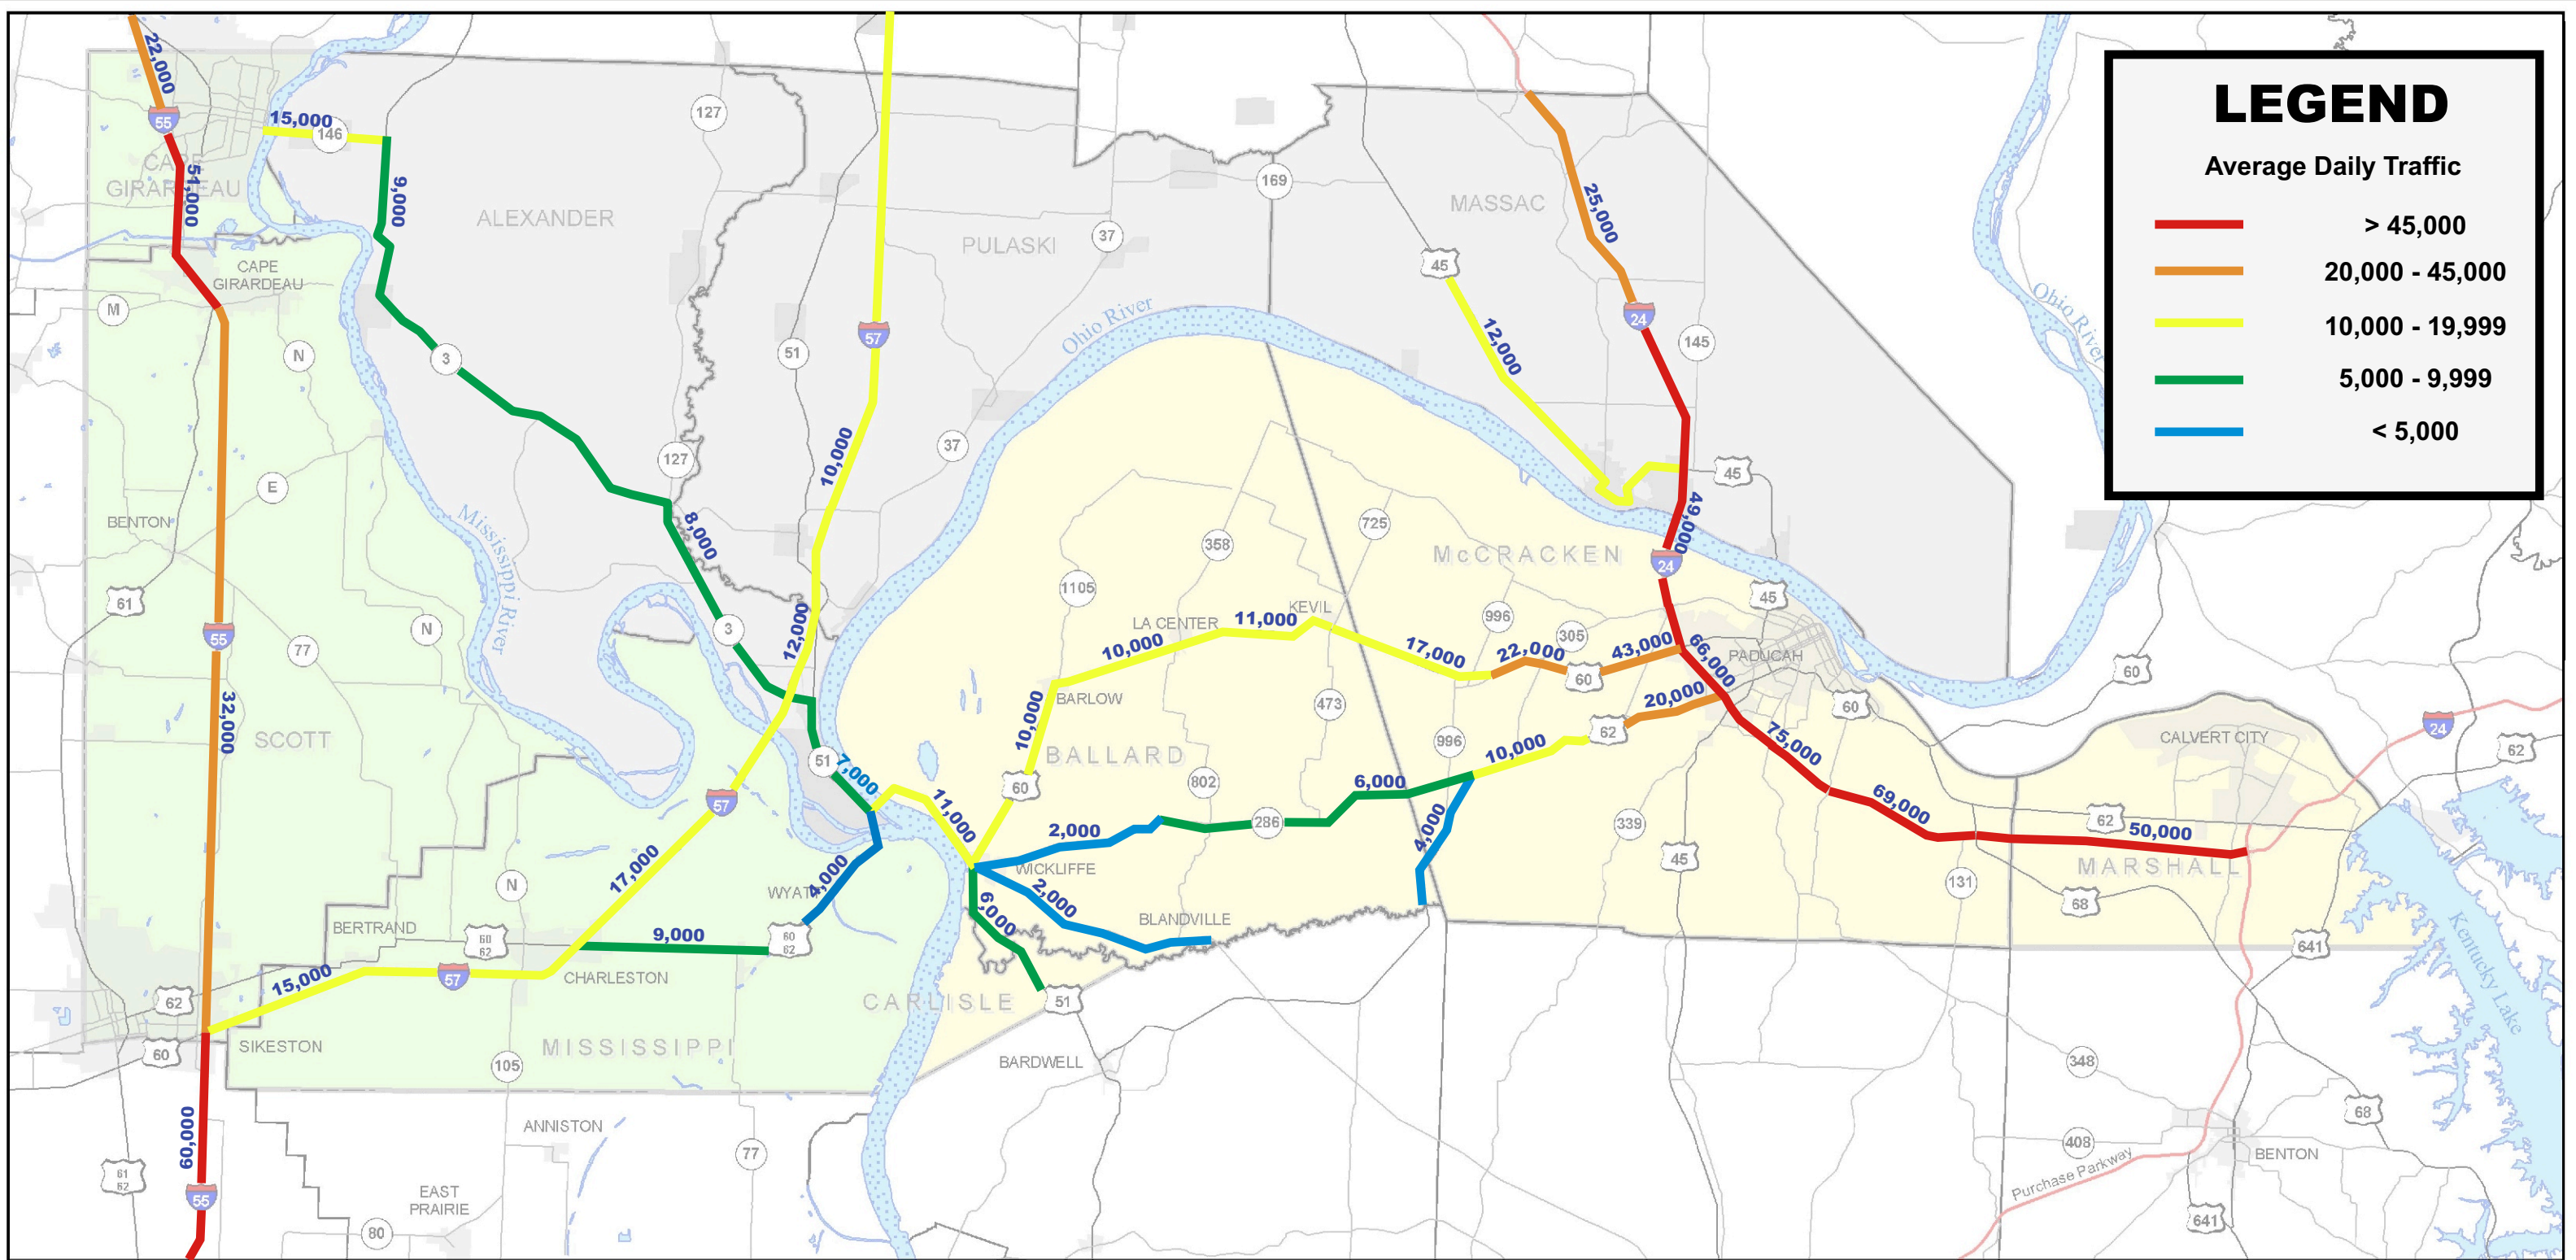 LEGEND
Average Daily Traffic
> 45,000
20,000 - 45,000
10,000 - 19,999
5,000 - 9,999
< 5,000
22,000
55
15,000
146
CAPE
GIRARDEAU
51,000
9,000
ALEXANDER
127
PULASKI
37
169
MASSAC
25,000
45
24
145
12,000
Ohio River
Ohio River
CAPE
GIRARDEAU
M
N
3
51
57
10,000
37
127
E
BENTON
Mississippi River
8,000
61
55
77
N
3
12,000
358
725
McCRACKEN
49,000
24
45
45
1105
LA CENTER
11,000
KEVIL
996
305
10,000
17,000
22,000
60
43,000
66,000
PADUCAH
60
60
32,000
SCOTT
BARLOW
10,000
473
20,000
62
10,000
996
75,000
CALVERT CITY
24
62
51
7,000
BALLARD
60
802
6,000
57
11,000
2,000
286
4,000
339
69,000
62
50,000
MARSHALL
45
131
68
17,000
N
WYATT
4,000
WICKLIFFE
2,000
6,000
BLANDVILLE
BERTRAND
60
62
9,000
60
62
641
Kentucky Lake
15,000
57
CHARLESTON
62
CARLISLE
51
60
SIKESTON
MISSISSIPPI
105
BARDWELL
348
68
60,000
ANNISTON
77
408
Purchase Parkway
BENTON
61
62
55
EAST
PRAIRIE
80
641